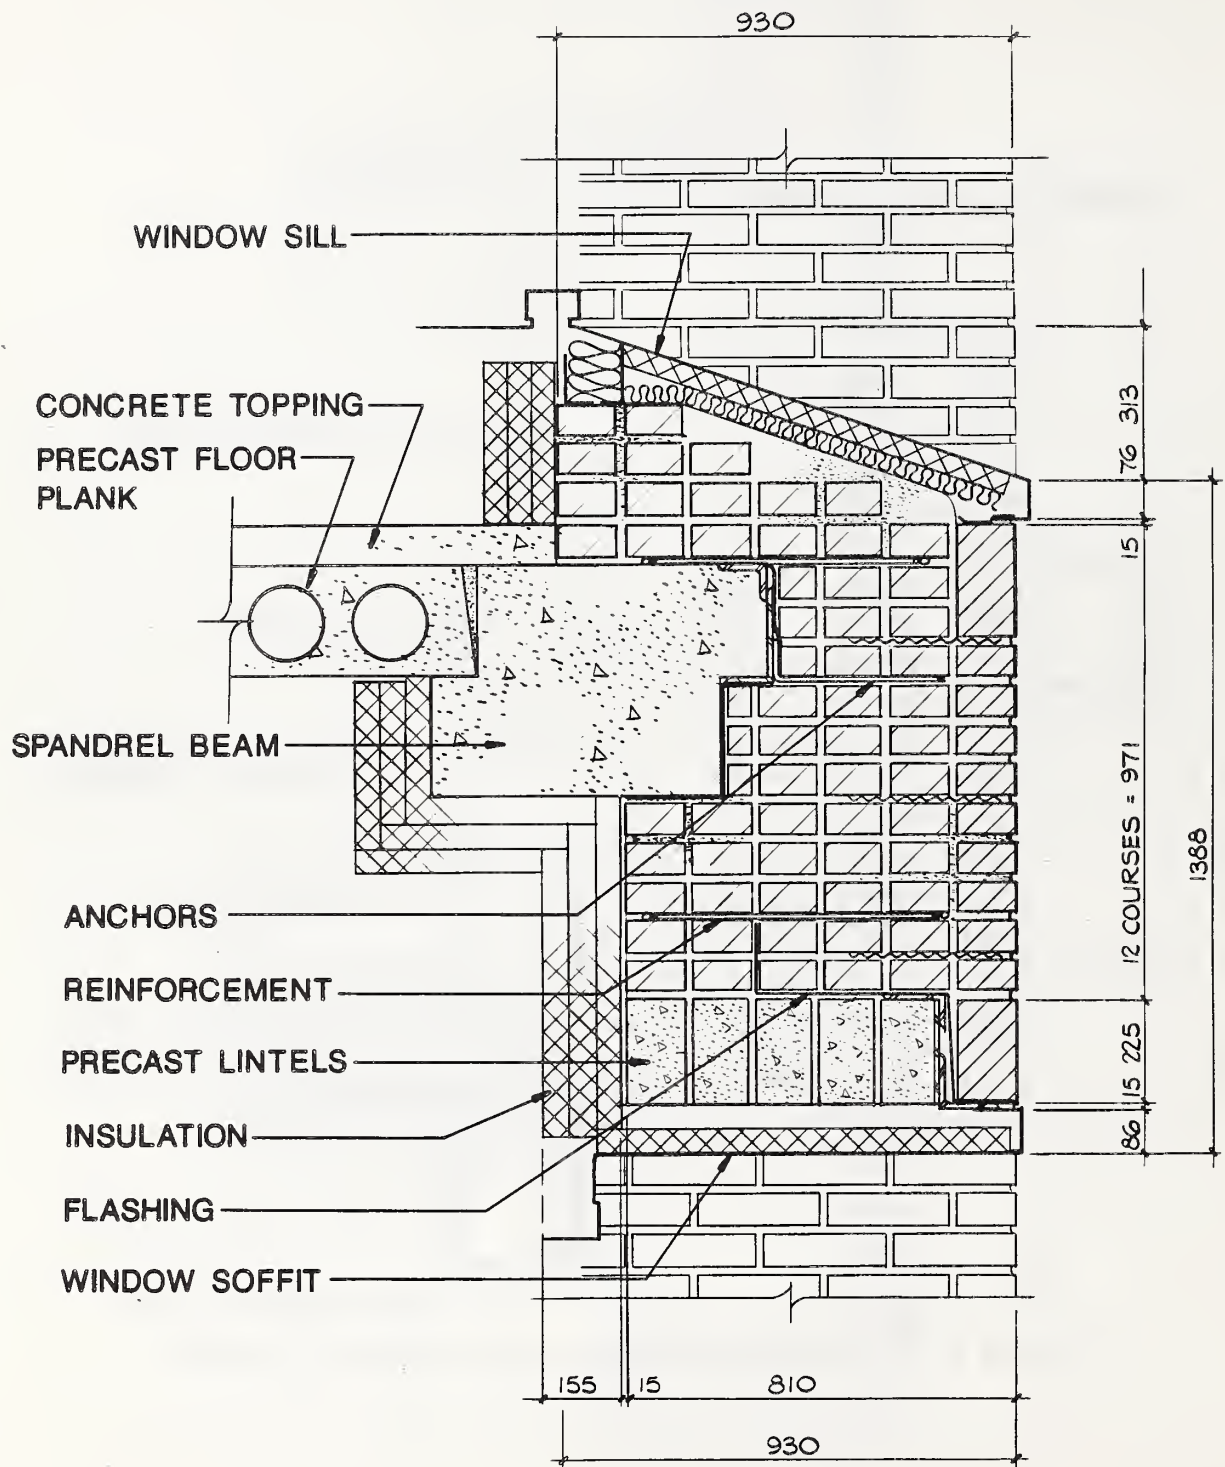 930
WINDOW SILL
CONCRETE TOPPING
PRECAST FLOOR
PLANK
SPANDREL BEAM
ANCHORS
REINFORCEMENT
PRECAST LINTELS
INSULATION
FLASHING
WINDOW SOFFIT
313
76
15
12 COURSES = 971
1388
225
15
86
155
15
810
930